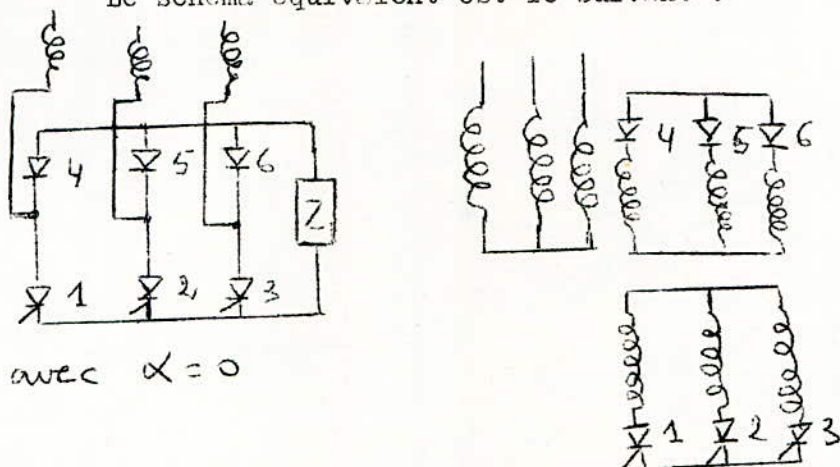 Le schéma équivalent est le suivant :
4 5 6
Z
1 2 3
avec α = 0
4 5 6
1 2 3